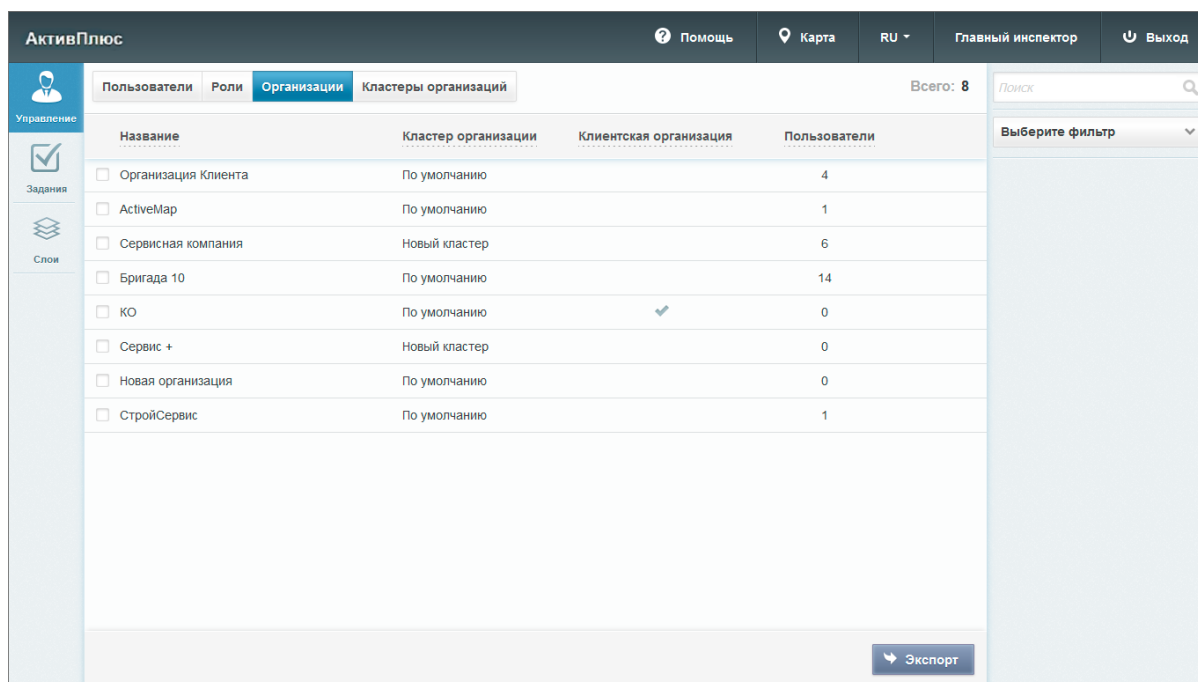 АктивПлюс Помощь Карта RU Главный инспектор Выход
Управление
Задания
Слои
Пользователи Роли Организации Кластеры организаций Всего: 8
Название Кластер организации Клиентская организация Пользователи
Организация Клиента По умолчанию 4
ActiveMap По умолчанию 1
Сервисная компания Новый кластер 6
Бригада 10 По умолчанию 14
КО По умолчанию 0
Сервис + Новый кластер 0
Новая организация По умолчанию 0
СтройСервис По умолчанию 1
Экспорт
Поиск
Выберите фильтр